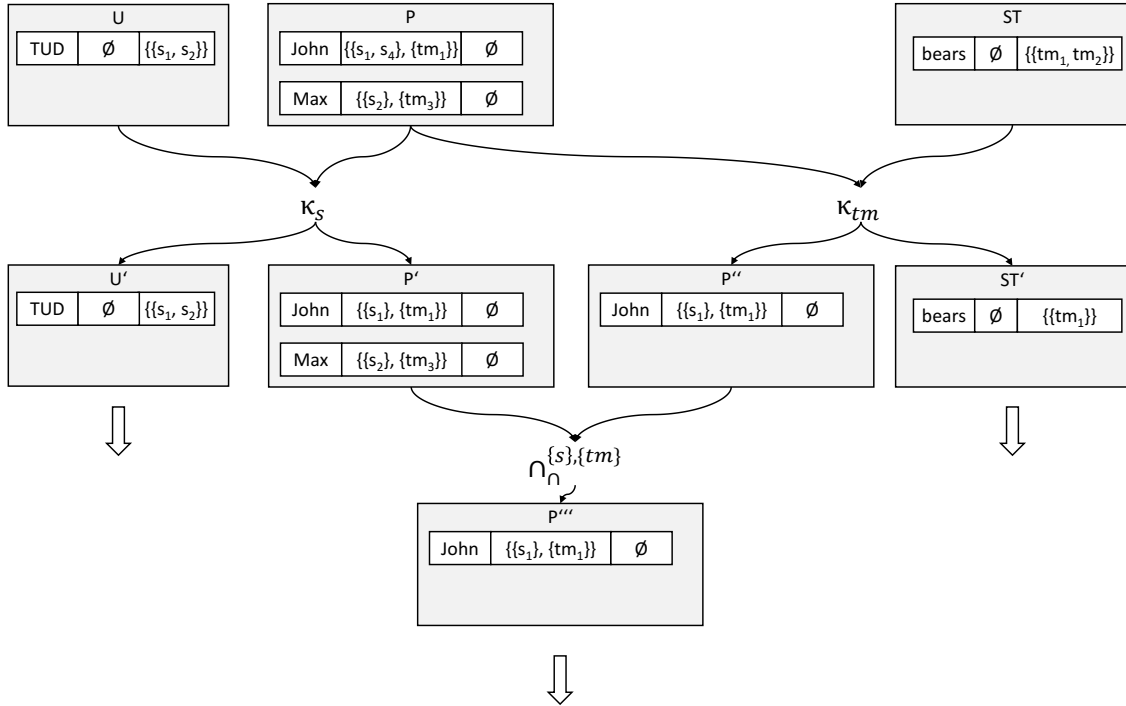 U
TUD Ø {{s₁, s₂}}
P
John {{s₁, s₄}, {tm₁}} Ø
Max {{s₂}, {tm₃}} Ø
ST
bears Ø {{tm₁, tm₂}}
κₛ
κₜₘ
U‘
TUD Ø {{s₁, s₂}}
P‘
John {{s₁}, {tm₁}} Ø
Max {{s₂}, {tm₃}} Ø
P‘‘
John {{s₁}, {tm₁}} Ø
ST‘
bears Ø {{tm₁}}
∩∩{s},{tm}
P‘‘‘
John {{s₁}, {tm₁}} Ø